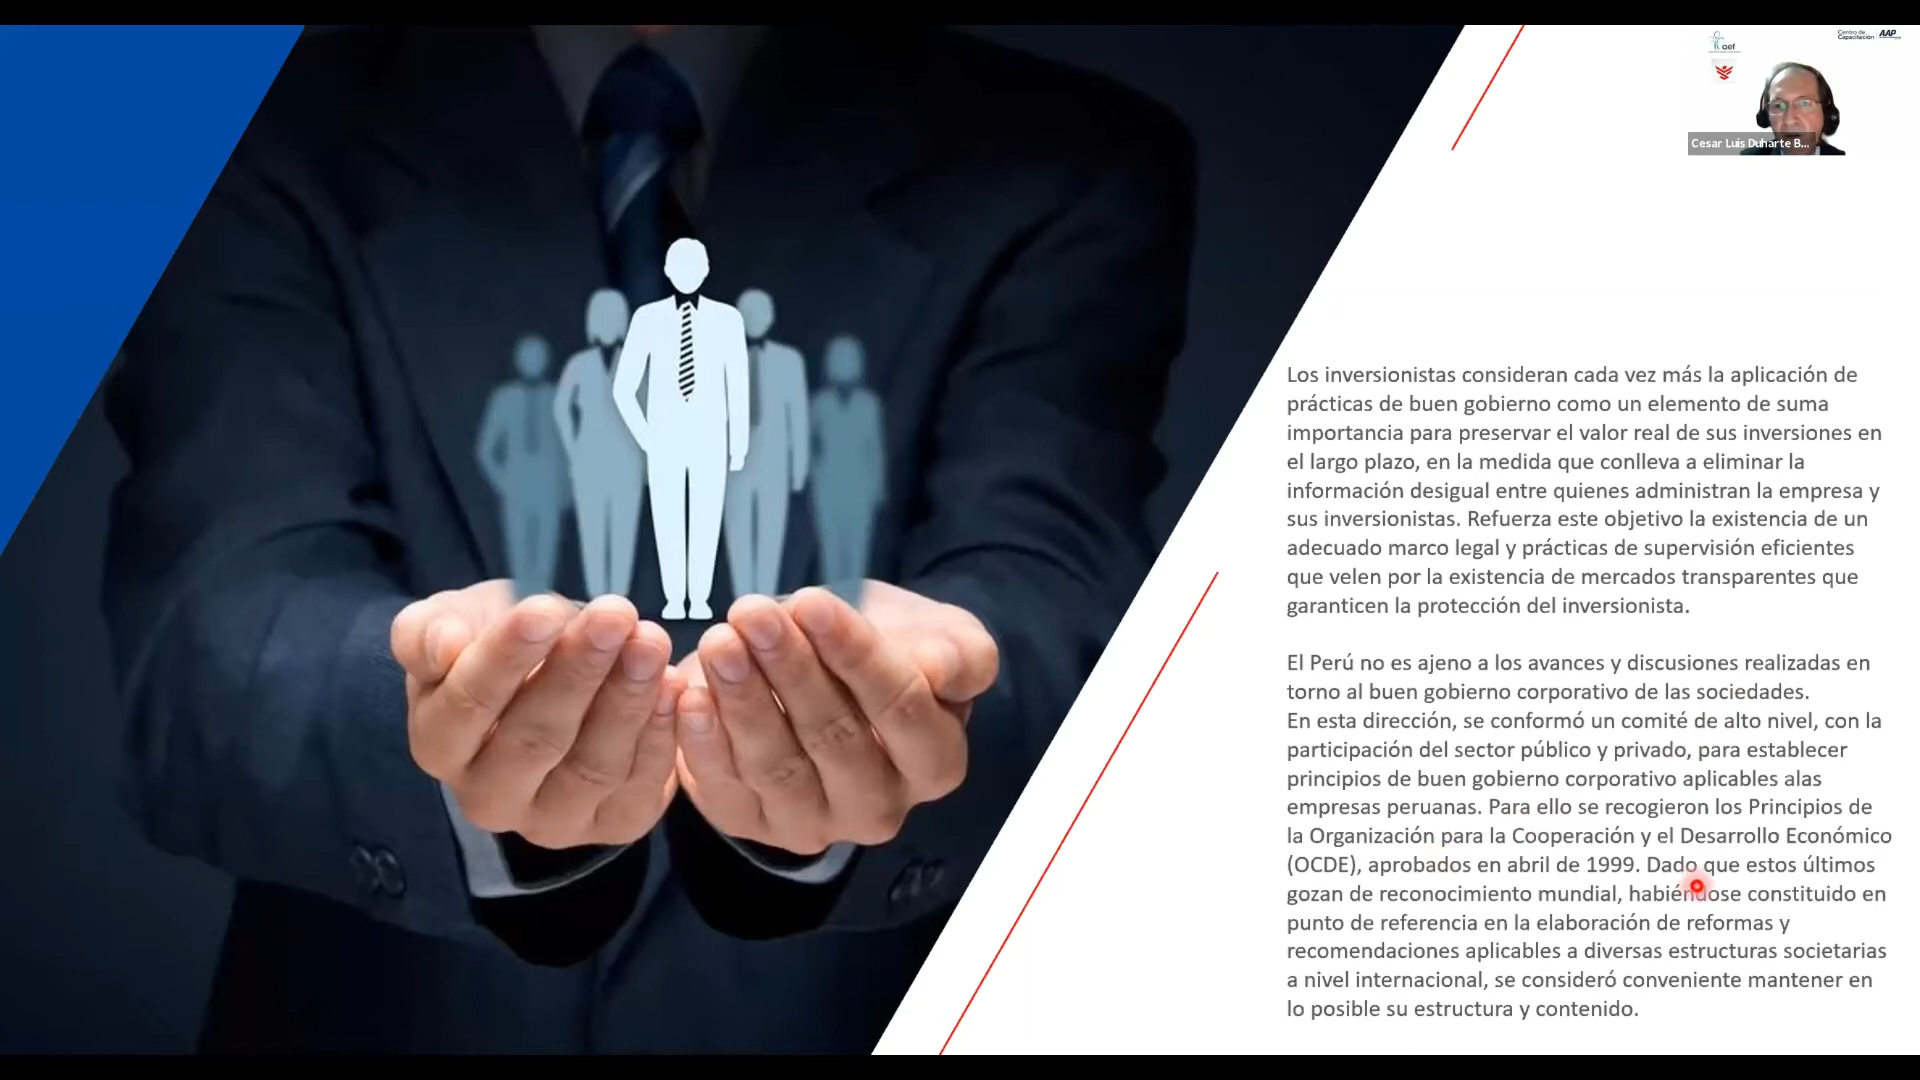 aef
Centro de
Capacitación AAP
Cesar Luis Duharte B...
Los inversionistas consideran cada vez más la aplicación de
prácticas de buen gobierno como un elemento de suma
importancia para preservar el valor real de sus inversiones en
el largo plazo, en la medida que conlleva a eliminar la
información desigual entre quienes administran la empresa y
sus inversionistas. Refuerza este objetivo la existencia de un
adecuado marco legal y prácticas de supervisión eficientes
que velen por la existencia de mercados transparentes que
garanticen la protección del inversionista.
El Perú no es ajeno a los avances y discusiones realizadas en
torno al buen gobierno corporativo de las sociedades.
En esta dirección, se conformó un comité de alto nivel, con la
participación del sector público y privado, para establecer
principios de buen gobierno corporativo aplicables alas
empresas peruanas. Para ello se recogieron los Principios de
la Organización para la Cooperación y el Desarrollo Económico
(OCDE), aprobados en abril de 1999. Dado que estos últimos
gozan de reconocimiento mundial, habiéndose constituido en
punto de referencia en la elaboración de reformas y
recomendaciones aplicables a diversas estructuras societarias
a nivel internacional, se consideró conveniente mantener en
lo posible su estructura y contenido.